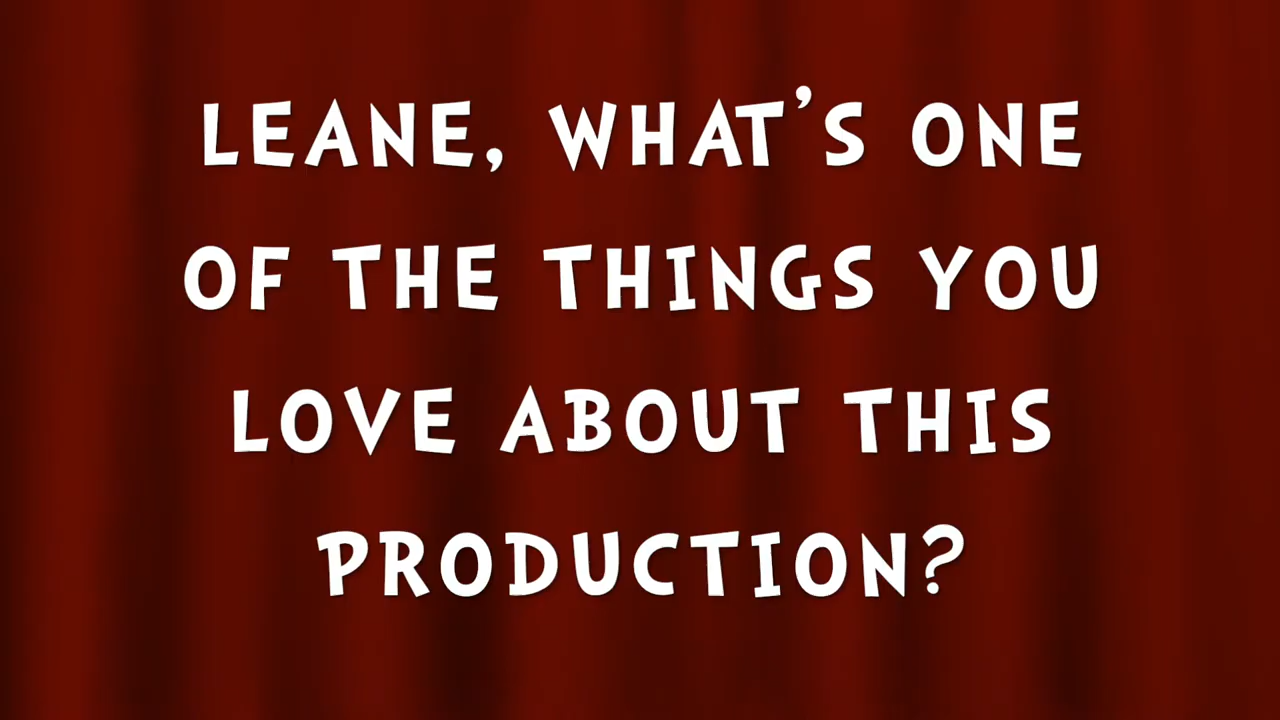 LEANE, WHAT'S ONE
OF THE THINGS YOU
LOVE ABOUT THIS
PRODUCTION?